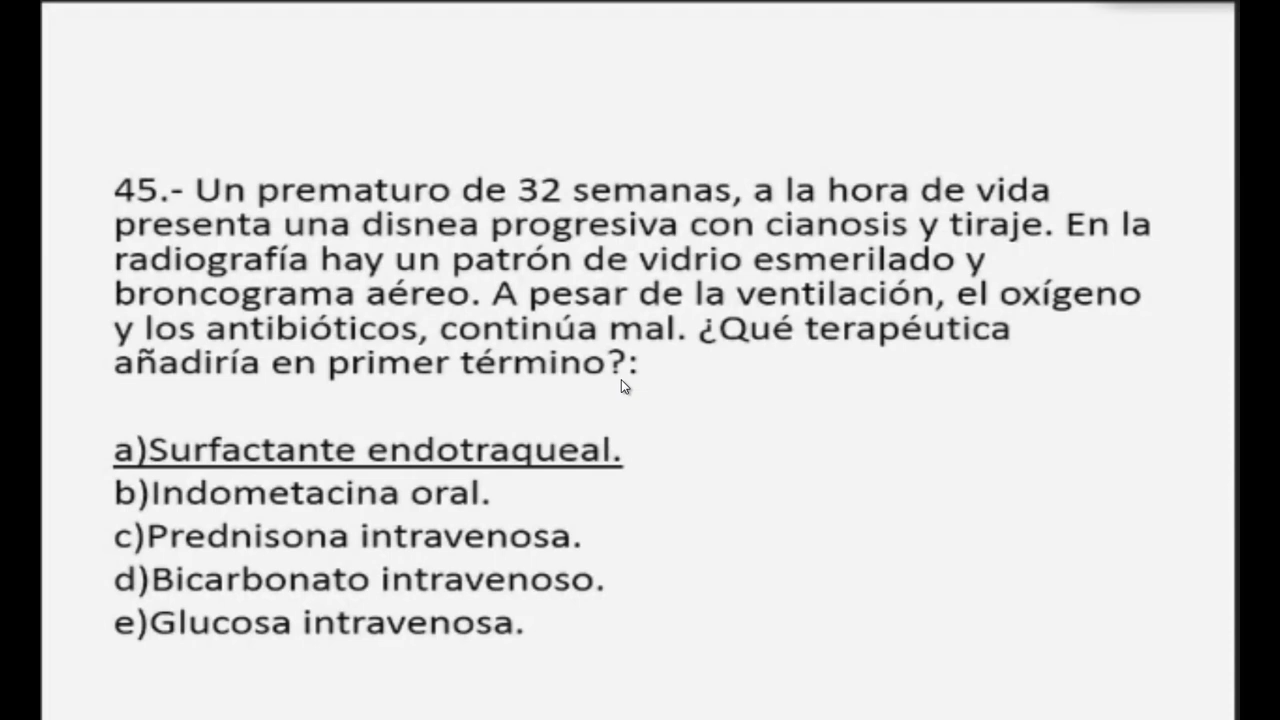 45.- Un prematuro de 32 semanas, a la hora de vida
presenta una disnea progresiva con cianosis y tiraje. En la
radiografía hay un patrón de vidrio esmerilado y
broncograma aéreo. A pesar de la ventilación, el oxígeno
y los antibióticos, continúa mal. ¿Qué terapéutica
añadiría en primer término?:
a)Surfactante endotraqueal.
b)Indometacina oral.
c)Prednisona intravenosa.
d)Bicarbonato intravenoso.
e)Glucosa intravenosa.